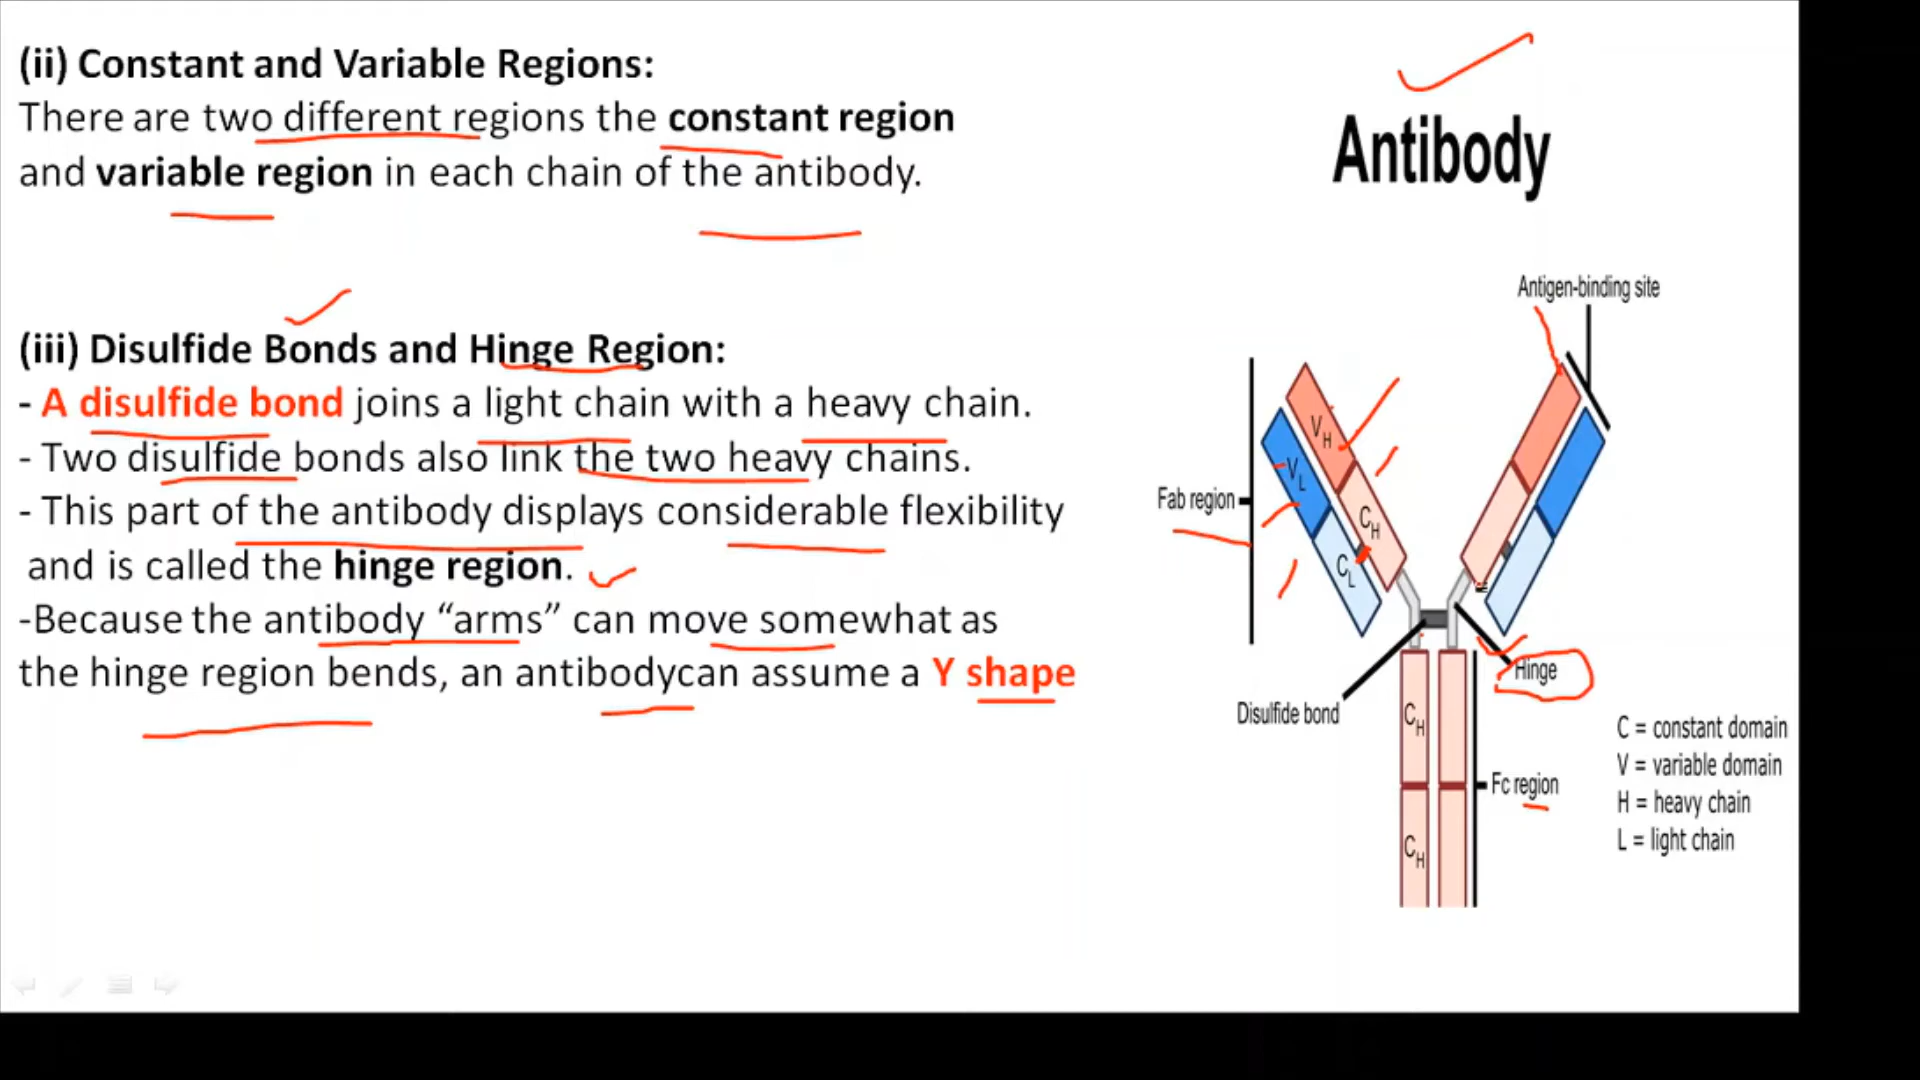 (ii) Constant and Variable Regions:
There are two different regions the constant region
and variable region in each chain of the antibody.
(iii) Disulfide Bonds and Hinge Region:
- A disulfide bond joins a light chain with a heavy chain.
- Two disulfide bonds also link the two heavy chains.
- This part of the antibody displays considerable flexibility
and is called the hinge region.
-Because the antibody “arms” can move somewhat as
the hinge region bends, an antibodycan assume a Y shape
Antibody
Antigen-binding site
VH
VL
Fab region
CH
CL
Hinge
Disulfide bond
CH
Fc region
CH
C = constant domain
V = variable domain
H = heavy chain
L = light chain